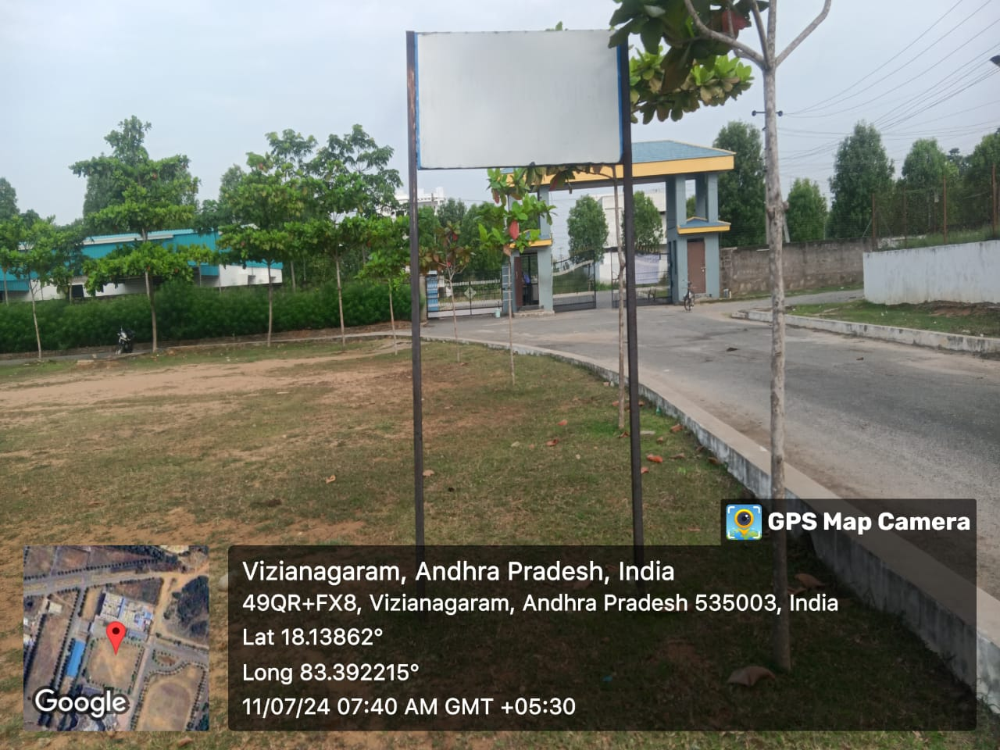 GPS Map Camera
Vizianagaram, Andhra Pradesh, India
49QR+FX8, Vizianagaram, Andhra Pradesh 535003, India
Lat 18.13862°
Long 83.392215°
11/07/24 07:40 AM GMT +05:30
Google